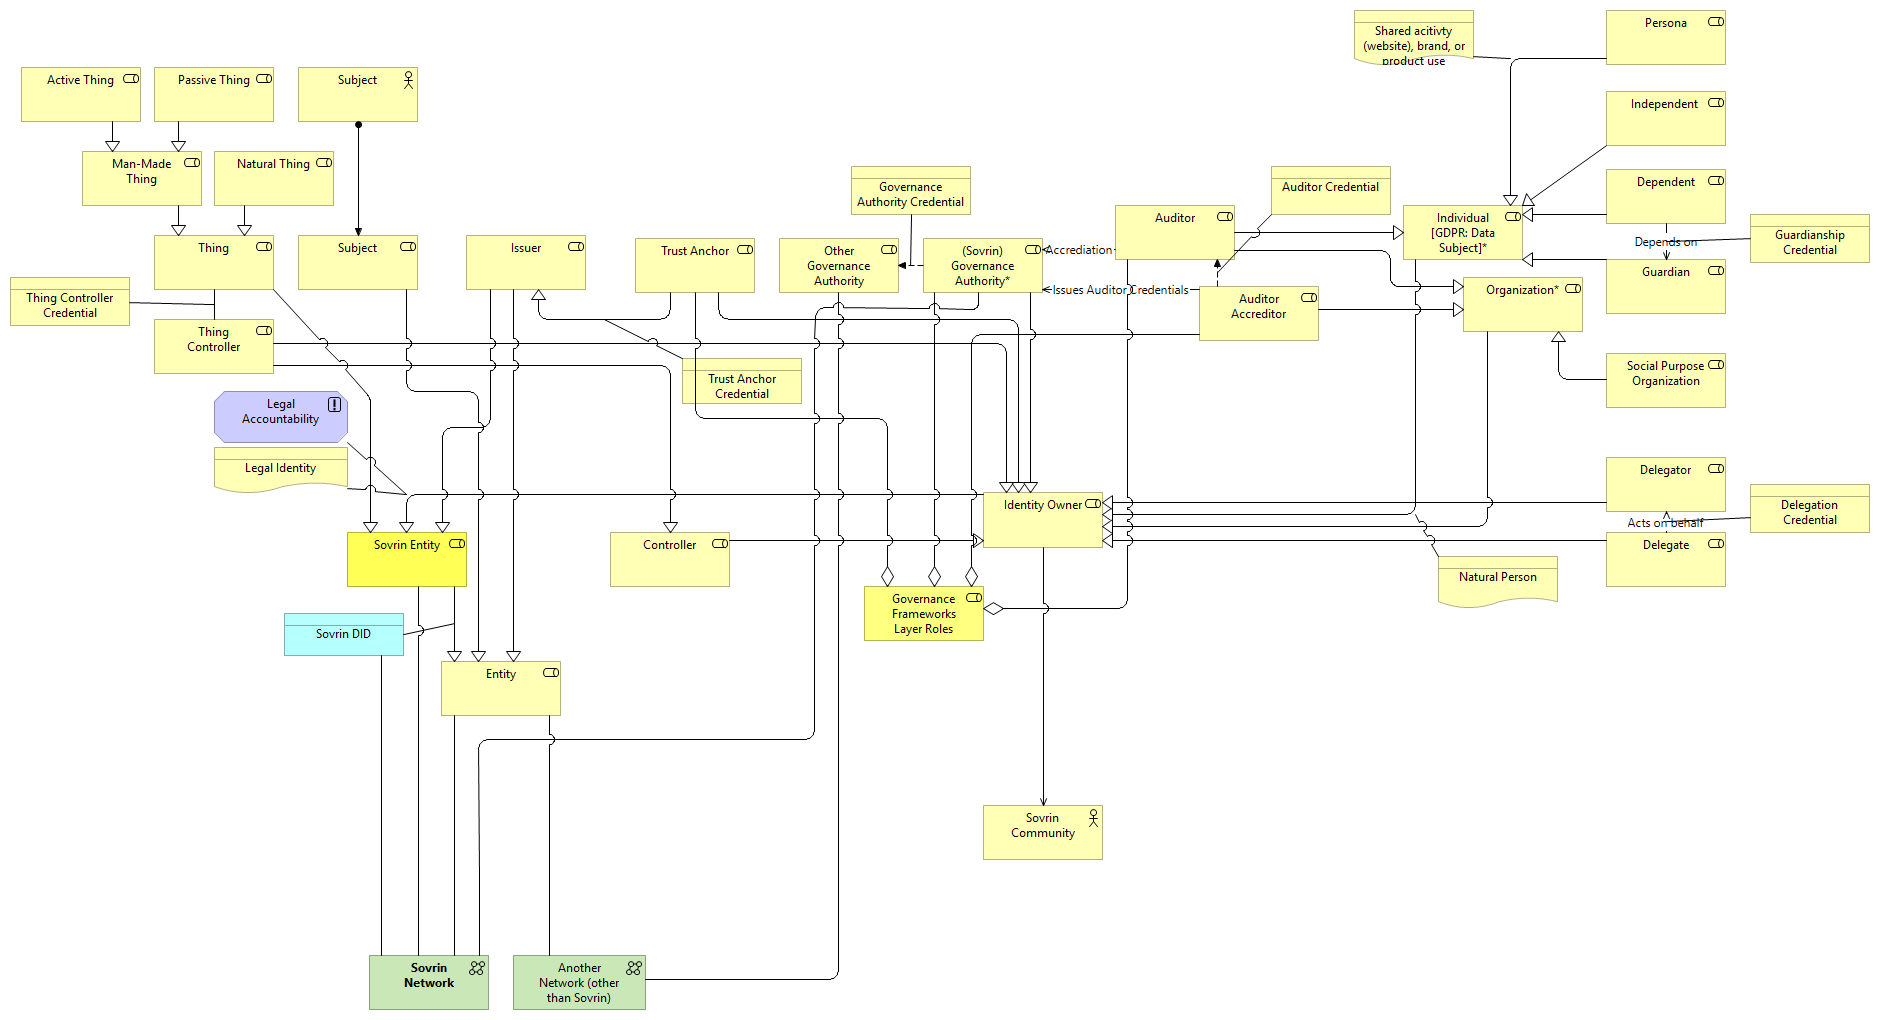 Shared acitivty
(website), brand, or
product use
Persona
Active Thing
Passive Thing
Subject
Independent
Man-Made
Thing
Natural Thing
Governance
Authority Credential
Auditor Credential
Dependent
Auditor
Individual
[GDPR: Data
Subject]*
Depends on
Guardianship
Credential
Thing
Subject
Issuer
Trust Anchor
Other
Governance
Authority
(Sovrin)
Governance
Authority*
Accrediation
Issues Auditor Credentials
Guardian
Thing Controller
Credential
Auditor
Accreditor
Organization*
Thing
Controller
Trust Anchor
Credential
Social Purpose
Organization
Legal
Accountability
Legal Identity
Delegator
Identity Owner
Delegation
Credential
Acts on behalf
Sovrin Entity
Controller
Delegate
Natural Person
Governance
Frameworks
Layer Roles
Sovrin DID
Entity
Sovrin
Community
Sovrin
Network
Another
Network (other
than Sovrin)